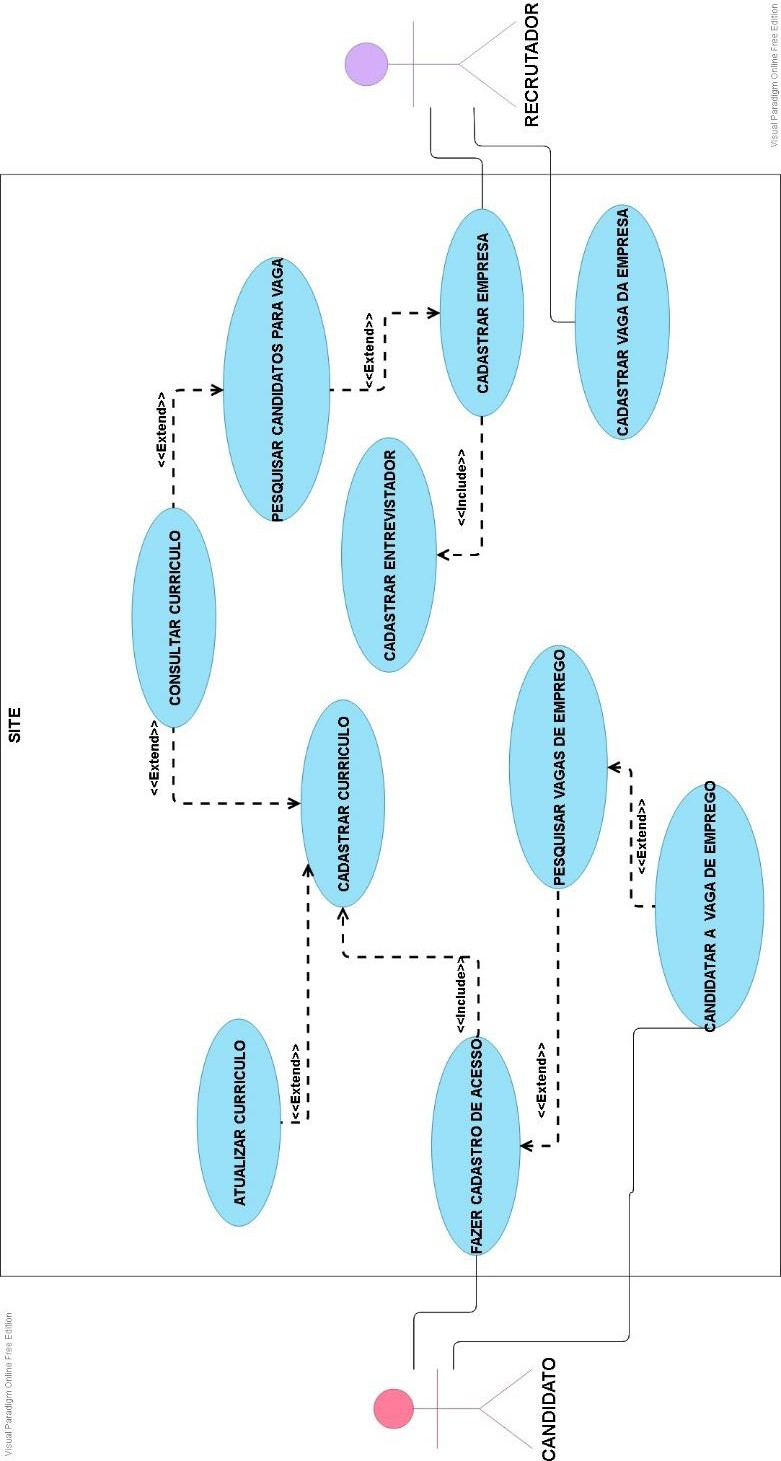 SITE
Visual Paradigm Online Free Edition
CANDIDATO
ATUALIZAR CURRICULO
<<Extend>>
FAZER CADASTRO DE ACESSO
<<Include>>
<<Extend>>
CADASTRAR CURRICULO
<<Extend>>
CONSULTAR CURRICULO
<<Extend>>
PESQUISAR CANDIDATOS PARA VAGA
<<Extend>>
CADASTRAR ENTREVISTADOR
<<Include>>
CADASTRAR EMPRESA
PESQUISAR VAGAS DE EMPREGO
<<Extend>>
CANDIDATAR A VAGA DE EMPREGO
CADASTRAR VAGA DA EMPRESA
RECRUTADOR
Visual Paradigm Online Free Edition